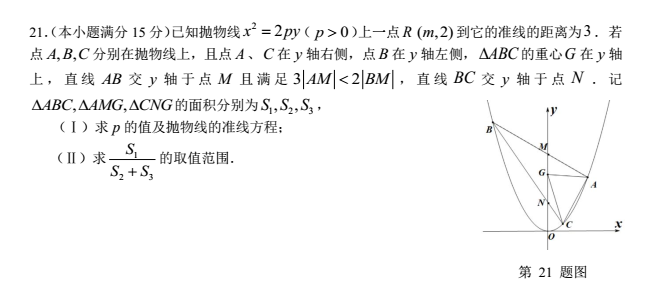 21.（本小题满分 15 分）已知抛物线 x² = 2py（ p > 0 ）上一点 R (m,2) 到它的准线的距离为 3．若
点 A,B,C 分别在抛物线上，且点 A 、 C 在 y 轴右侧，点 B 在 y 轴左侧，△ABC 的重心 G 在 y 轴
上，直线 AB 交 y 轴于点 M 且满足 3|AM| < 2|BM|，直线 BC 交 y 轴于点 N ．记
△ABC, △AMG, △CNG 的面积分别为 S₁, S₂, S₃，
（Ⅰ）求 p 的值及抛物线的准线方程；
（Ⅱ）求 S₁/(S₂ + S₃) 的取值范围．
y
B
M
G
A
N
C
x
O
第 21 题图